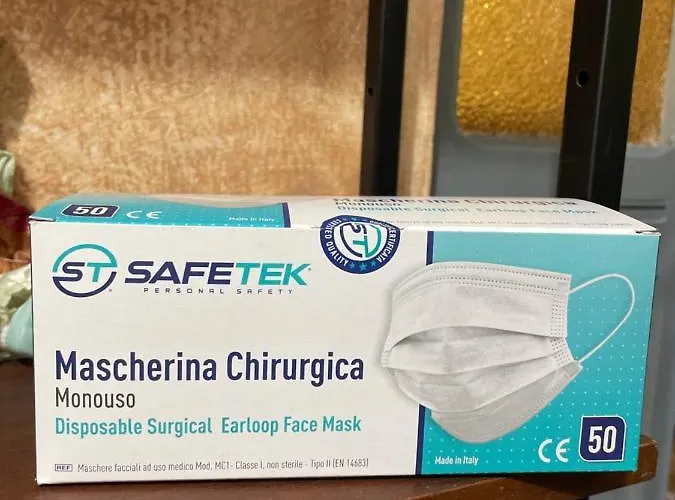 50 CE
Made in Italy
Mascherina Chirurgica
Monouso
Disposable Surgical Earloop Face Mask
ST
ST SAFETEK®
PERSONAL SAFETY
Mascherina Chirurgica
Monouso
Disposable Surgical Earloop Face Mask
REF Maschere facciali ad uso medico Mod. MC1- Classe I, non sterile - Tipo II (EN 14683)
Made in Italy
CE 50